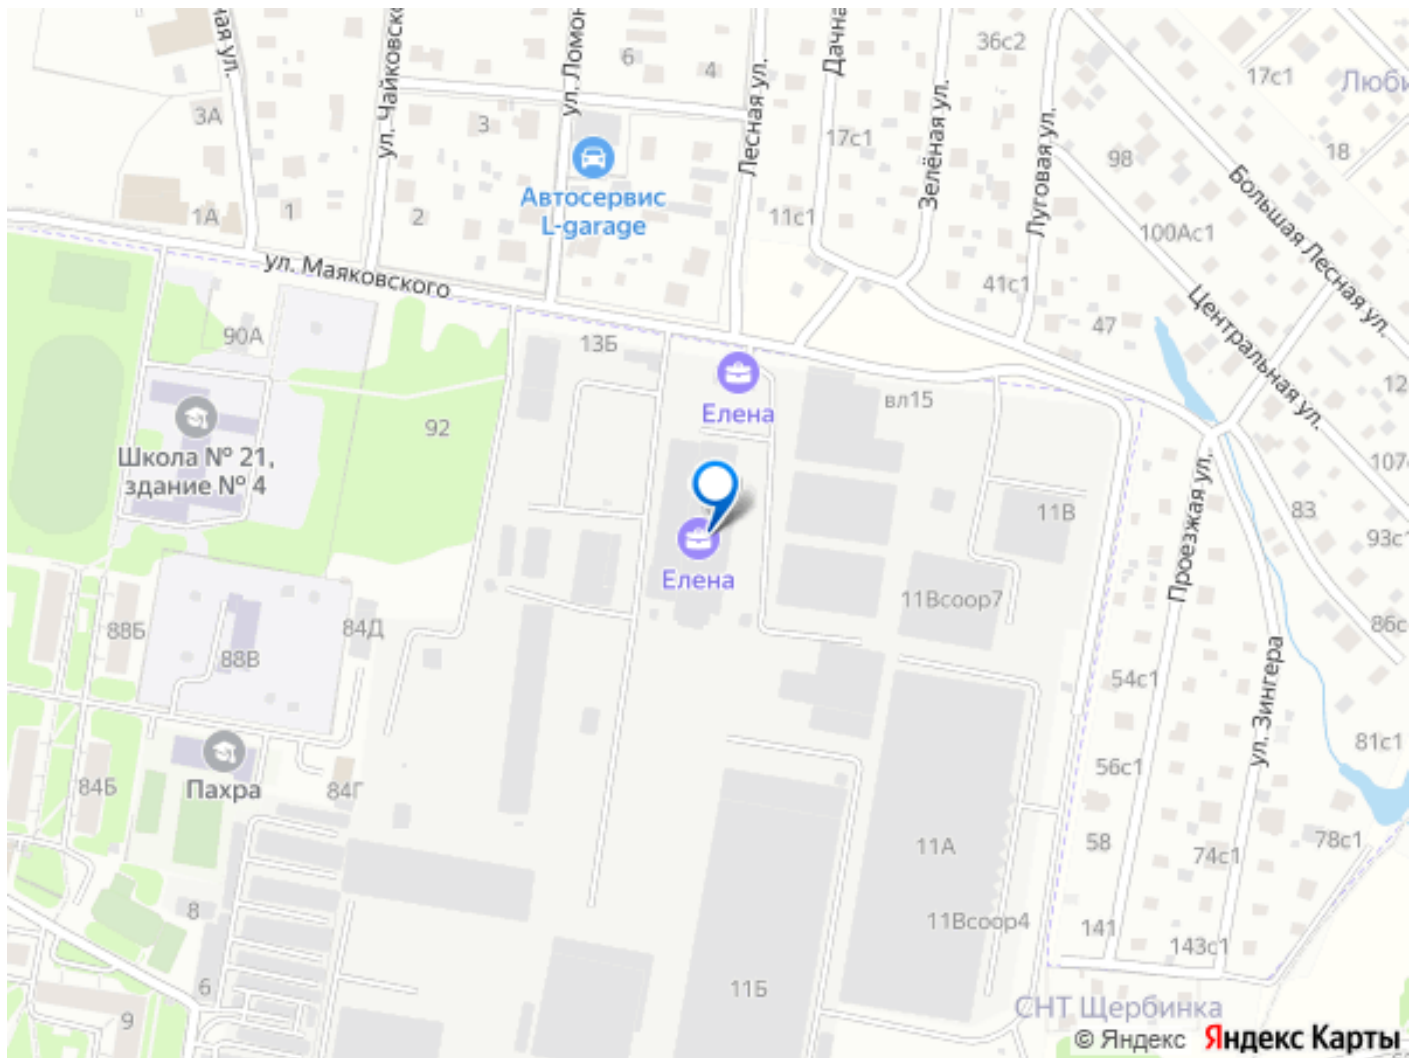 36с2
17с1
Люби
6
4
3А
3
17с1
18
98
ул. Чайковско
ул. Ломон
Лесная ул.
Дачна
Зелёная ул.
Луговая ул.
Большая Лесная ул.
Автосервис
L-garage
1А
1
2
11с1
100Ас1
ул. Маяковского
41с1
47
Центральная ул.
90А
13Б
Елена
вл15
12
92
Школа № 21,
здание № 4
107с
11В
83
93с1
Проезжая ул.
Елена
11Всоор7
88Б
84Д
88В
86с
54с1
ул. Зингера
81с1
56с1
Пахра
84Б
84Г
58
74с1
78с1
11А
8
11Всоор4
141
143с1
6
11Б
9
СНТ Щербинка
© Яндекс Яндекс Карты